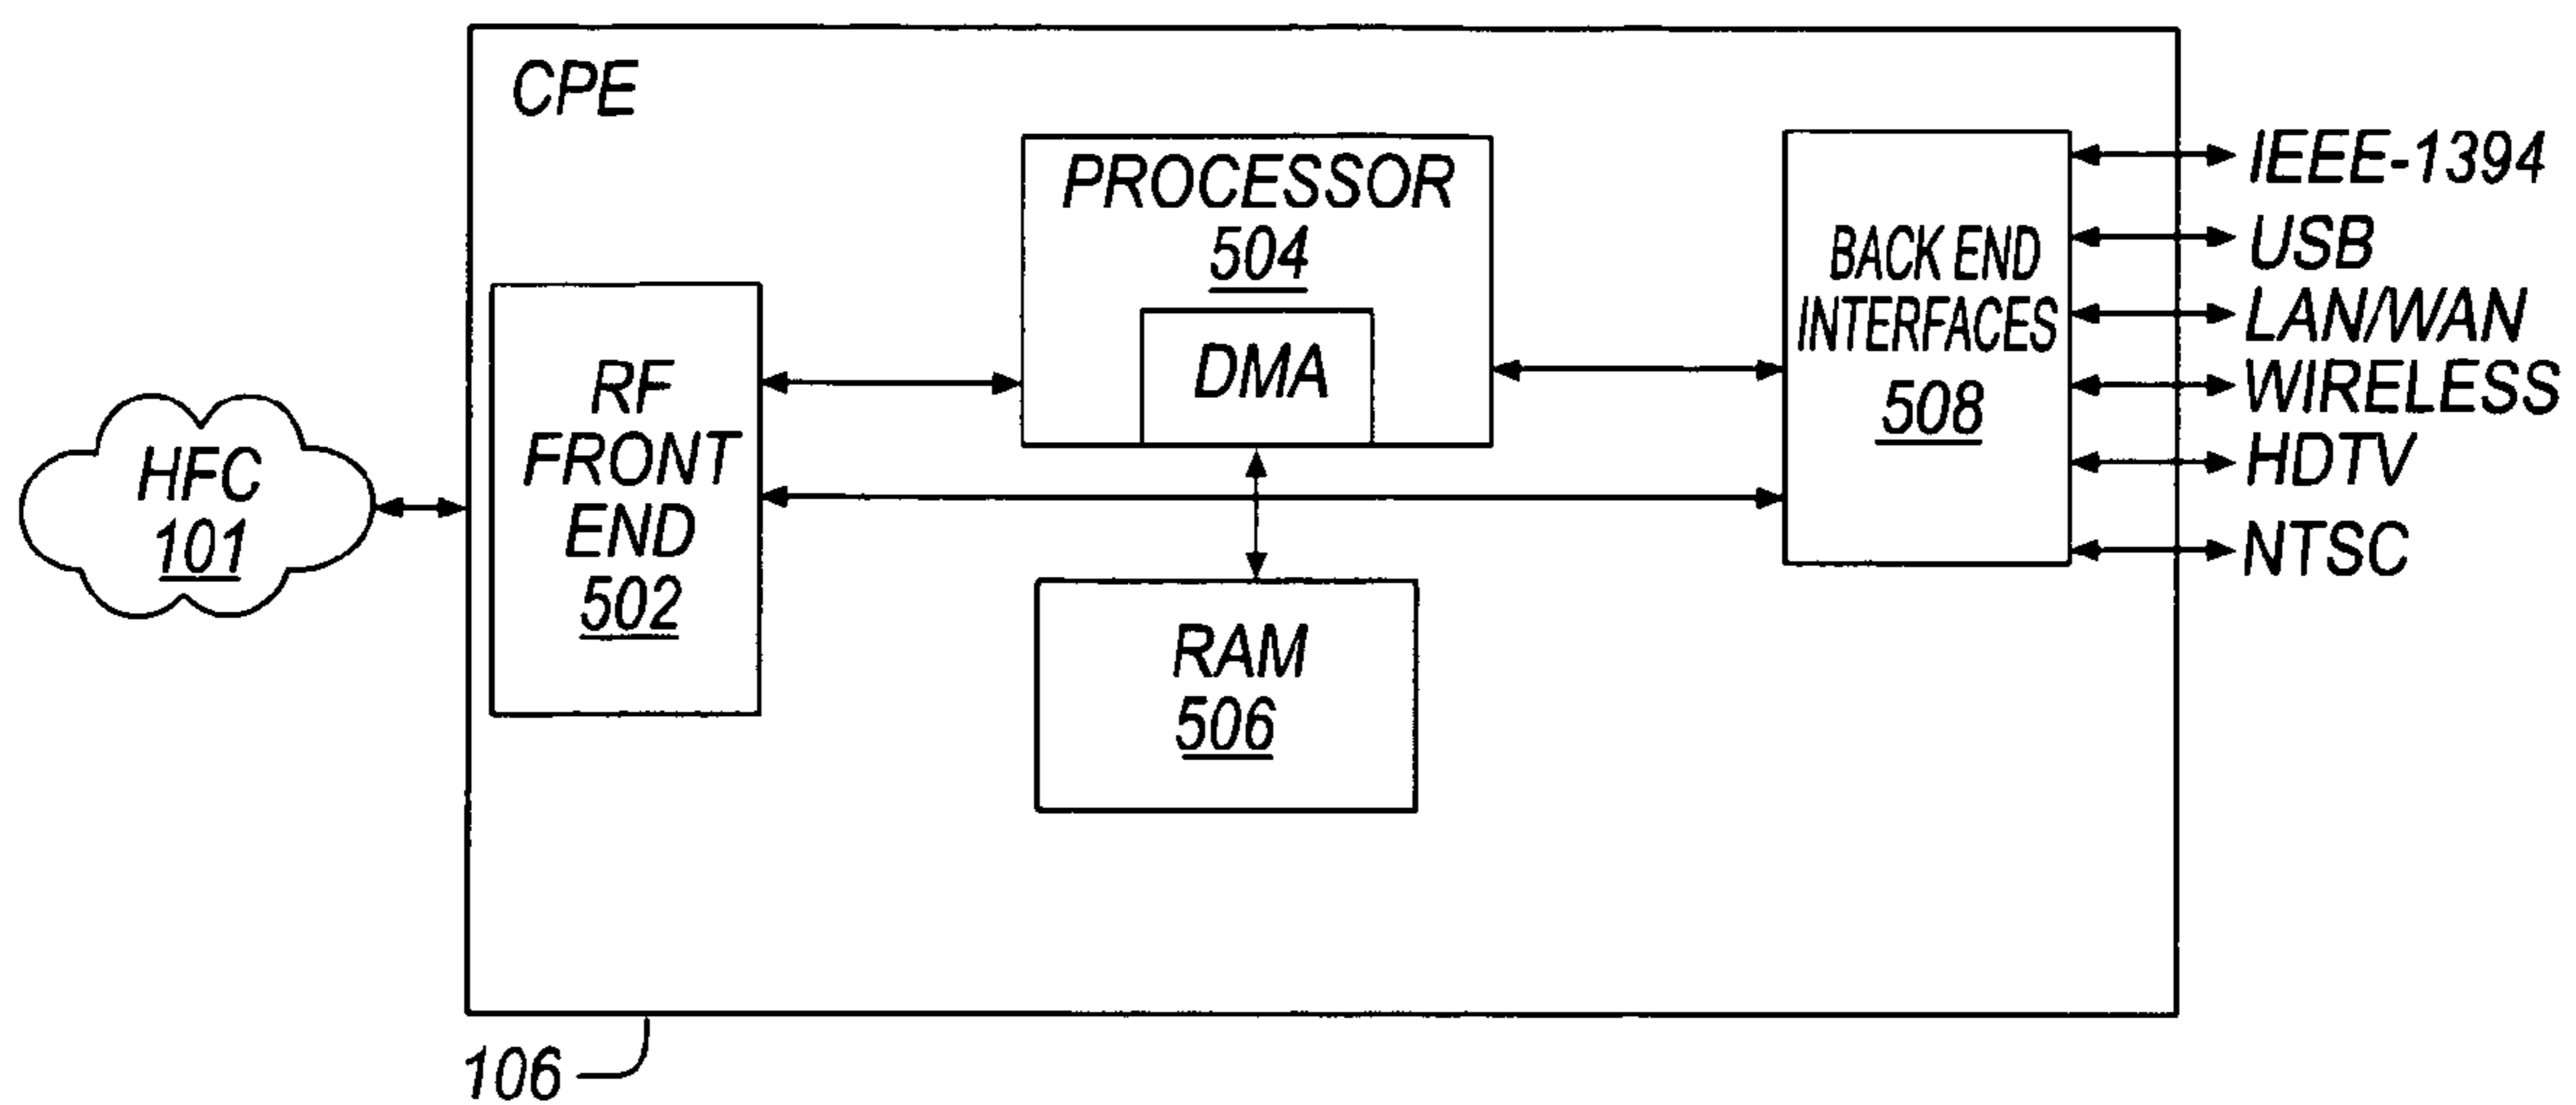 CPE
PROCESSOR
504
DMA
RF
FRONT
END
502
HFC
101
RAM
506
BACK END
INTERFACES
508
IEEE-1394
USB
LAN/WAN
WIRELESS
HDTV
NTSC
106